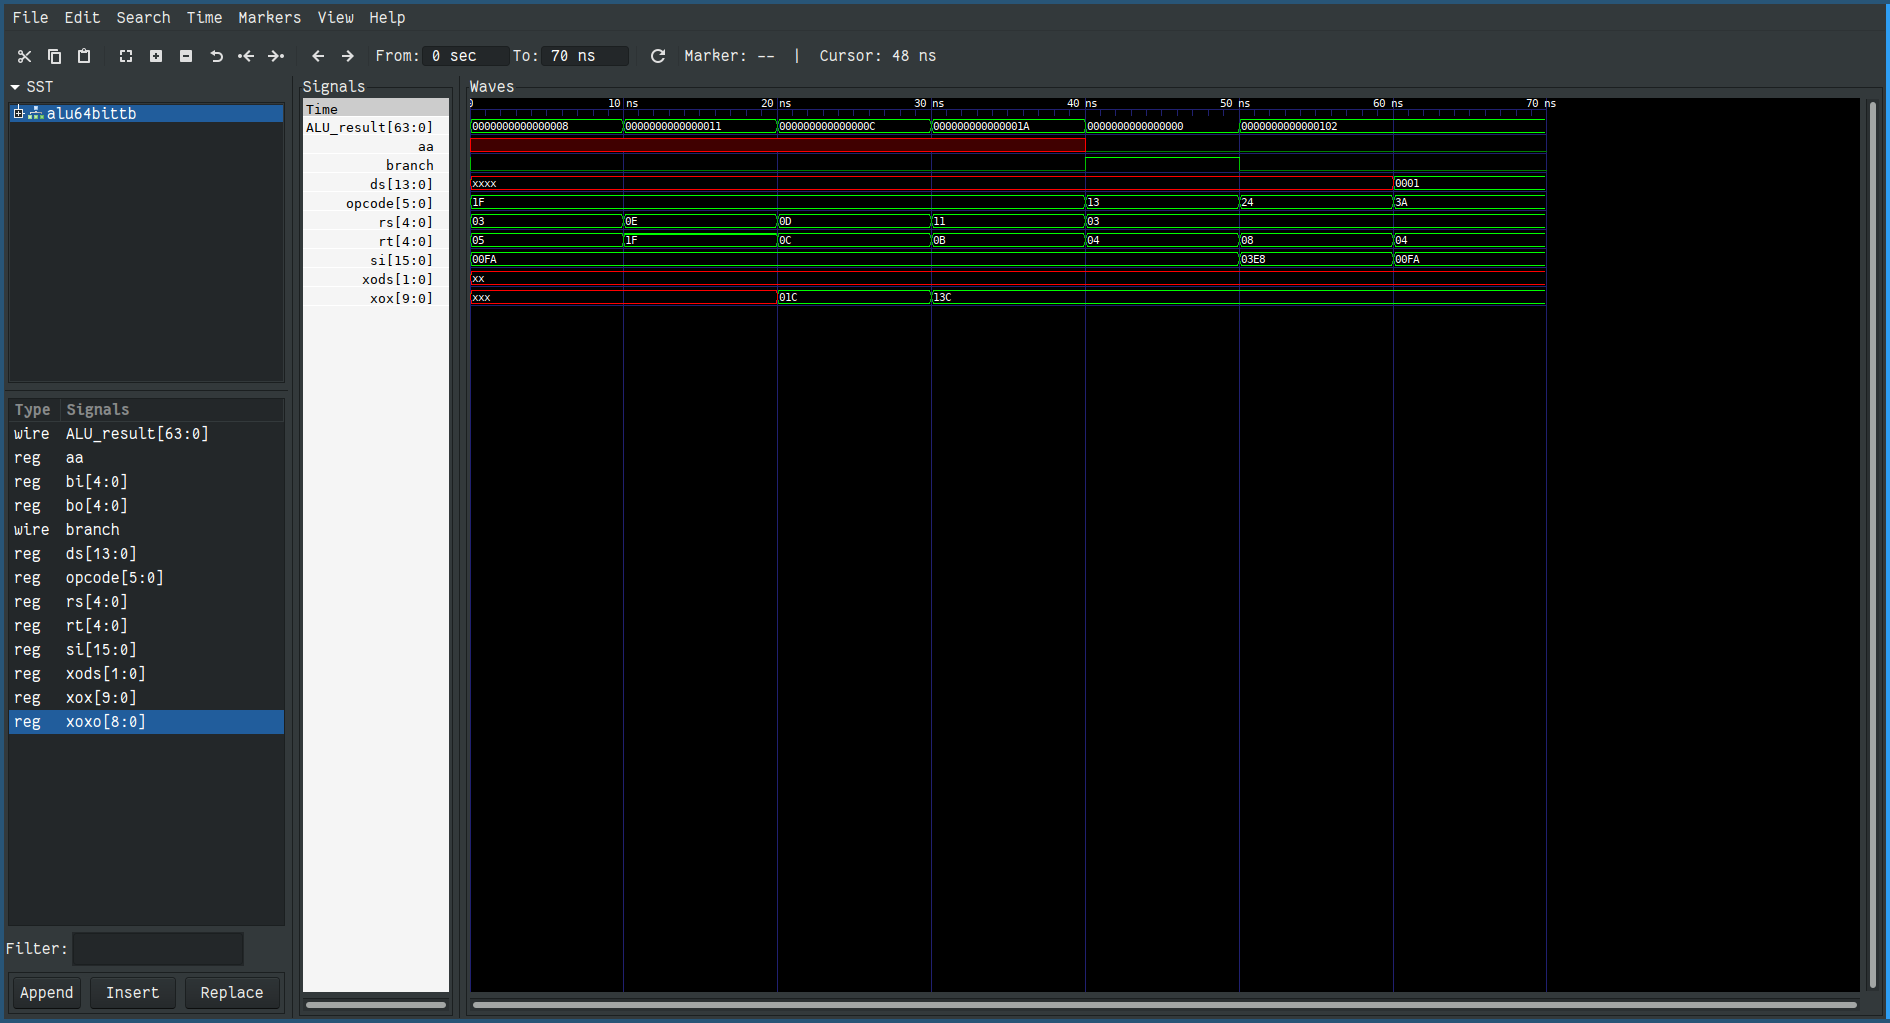 File Edit Search Time Markers View Help
From: 0 sec To: 70 ns Marker: -- | Cursor: 48 ns
SST
alu64bittb
Type Signals
wire ALU_result[63:0]
reg aa
reg bi[4:0]
reg bo[4:0]
wire branch
reg ds[13:0]
reg opcode[5:0]
reg rs[4:0]
reg rt[4:0]
reg si[15:0]
reg xods[1:0]
reg xox[9:0]
reg xoxo[8:0]
Filter:
Append Insert Replace
Signals
Time
ALU_result[63:0]
aa
branch
ds[13:0]
opcode[5:0]
rs[4:0]
rt[4:0]
si[15:0]
xods[1:0]
xox[9:0]
Waves
0 10 ns 20 ns 30 ns 40 ns 50 ns 60 ns 70 ns
0000000000000008 0000000000000011 000000000000000C 000000000000001A 0000000000000000 0000000000000102
xxxx 0001
1F 13 24 3A
03 0E 0D 11 03
05 1F 0C 0B 04 08 04
00FA 03E8 00FA
xx
xxx 01C 13C